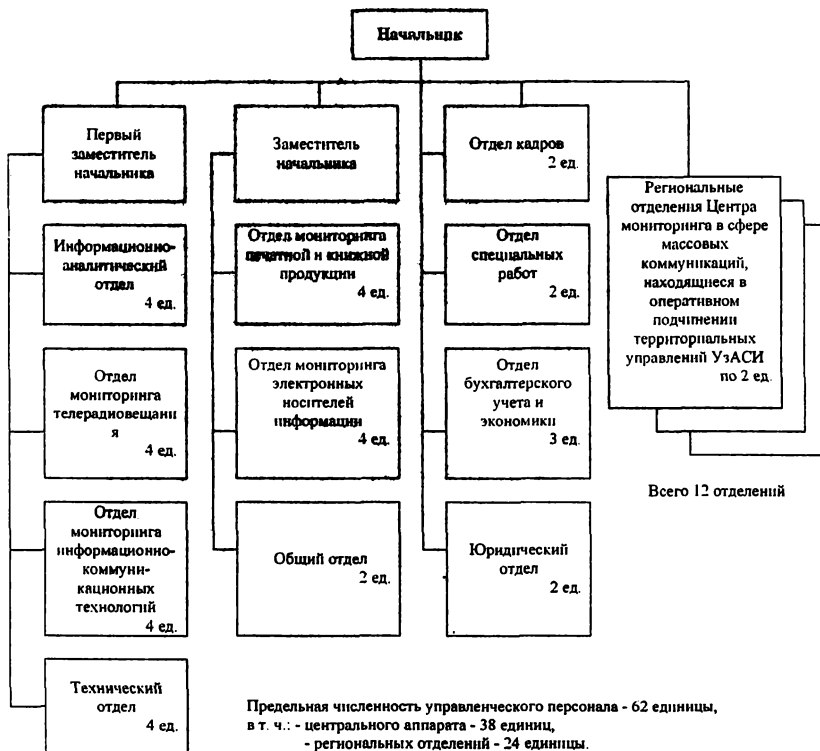 Начальник
Первый
заместитель
начальника
Заместитель
начальника
Отдел кадров
2 ед.
Региональные
отделения Центра
мониторинга в сфере
массовых
коммуникаций,
находящиеся в
оперативном
подчинении
территориальных
управлений УзАСИ
по 2 ед.
Всего 12 отделений
Информационно-
аналитический
отдел
4 ед.
Отдел мониторинга
печатной и книжной
продукции
4 ед.
Отдел
специальных
работ
2 ед.
Отдел
мониторинга
телерадиовещани
я
4 ед.
Отдел мониторинга
электронных
носителей
информации
4 ед.
Отдел
бухгалтерского
учета и
экономики
3 ед.
Отдел
мониторинга
информационно-
коммуни-
кационных
технологий
4 ед.
Общий отдел
2 ед.
Юридический
отдел
2 ед.
Технический
отдел
4 ед.
Предельная численность управленческого персонала - 62 единицы,
в т. ч.: - центрального аппарата - 38 единиц,
- региональных отделений - 24 единицы.